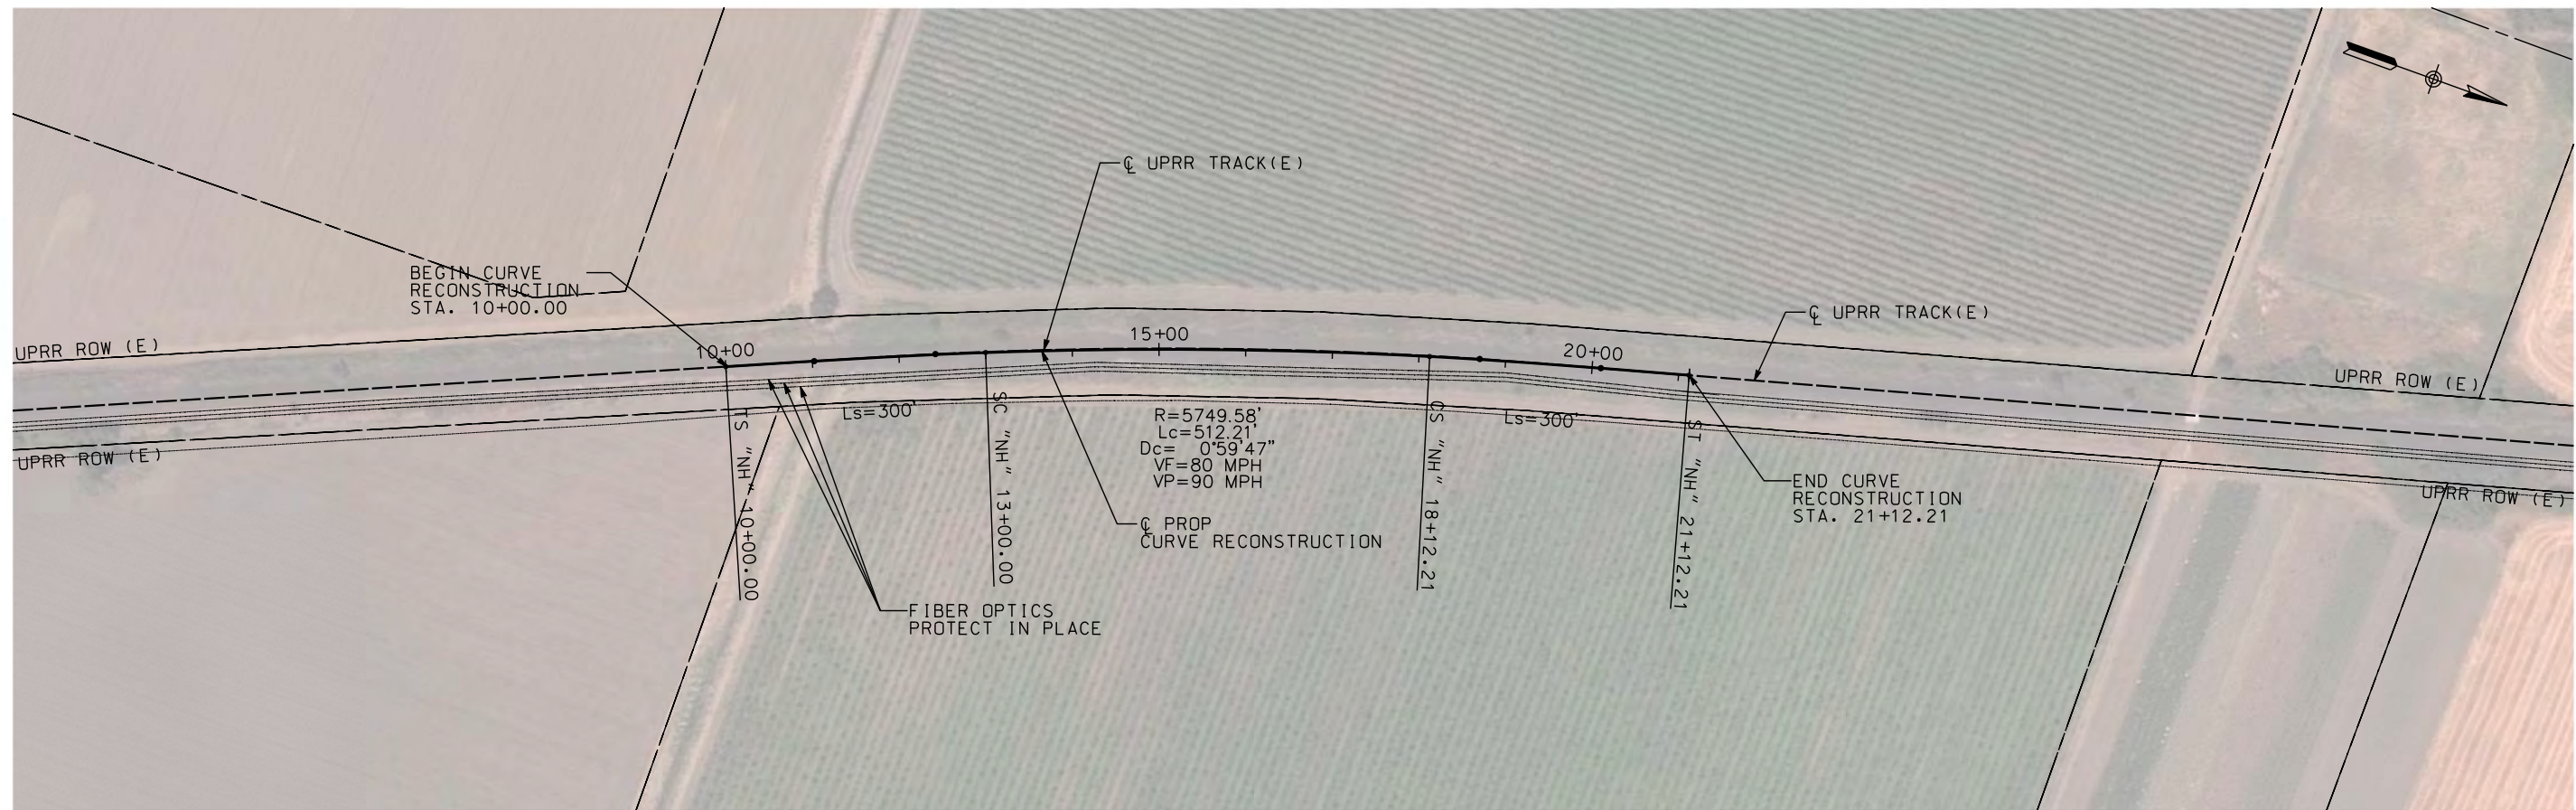 ℄ UPRR TRACK(E)
BEGIN CURVE
RECONSTRUCTION
STA. 10+00.00
℄ UPRR TRACK(E)
UPRR ROW (E)
10+00
15+00
20+00
UPRR ROW (E)
UPRR ROW (E)
UPRR ROW (E)
TS "NH" 10+00.00
Ls=300'
SC "NH" 13+00.00
R=5749.58'
Lc=512.21'
Dc= 0°59'47"
VF=80 MPH
VP=90 MPH
CS "NH" 18+12.21
Ls=300'
ST "NH" 21+12.21
℄ PROP
CURVE RECONSTRUCTION
END CURVE
RECONSTRUCTION
STA. 21+12.21
FIBER OPTICS
PROTECT IN PLACE